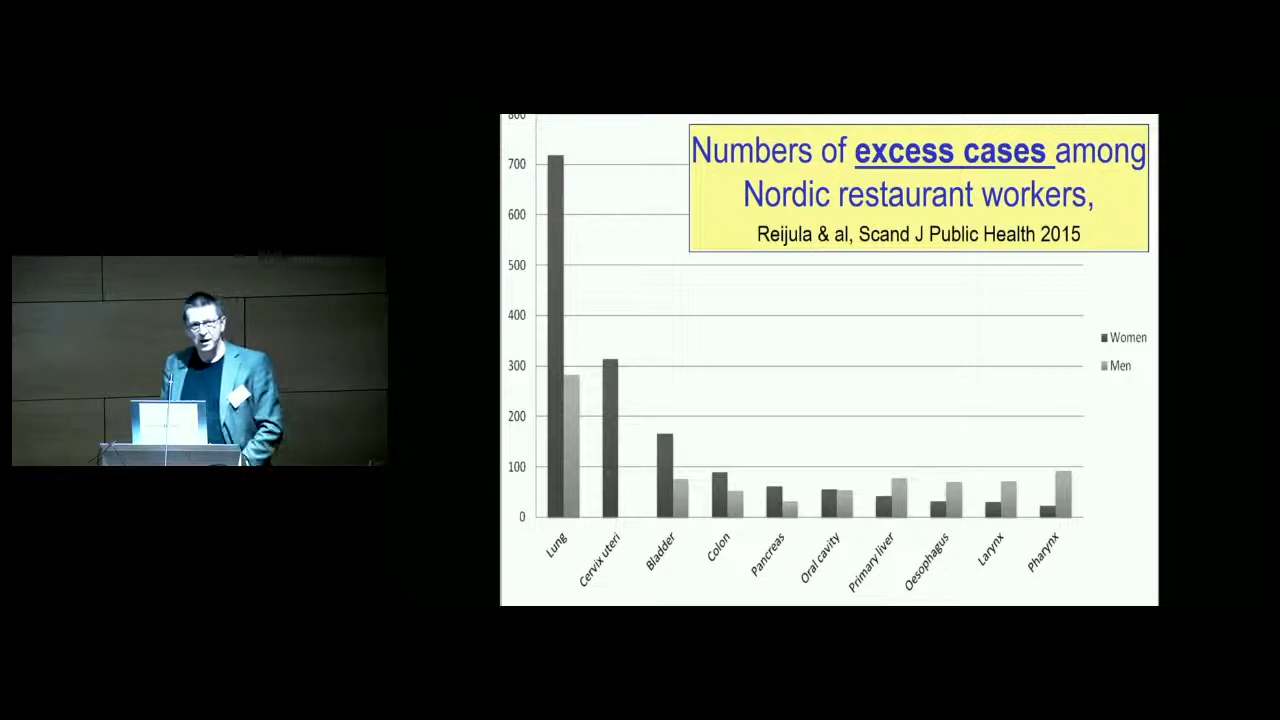 800
700
600
500
400
300
200
100
0
Numbers of excess cases among
Nordic restaurant workers,
Reijula & al, Scand J Public Health 2015
Women
Men
Lung
Cervix uteri
Bladder
Colon
Pancreas
Oral cavity
Primary liver
Oesophagus
Larynx
Pharynx